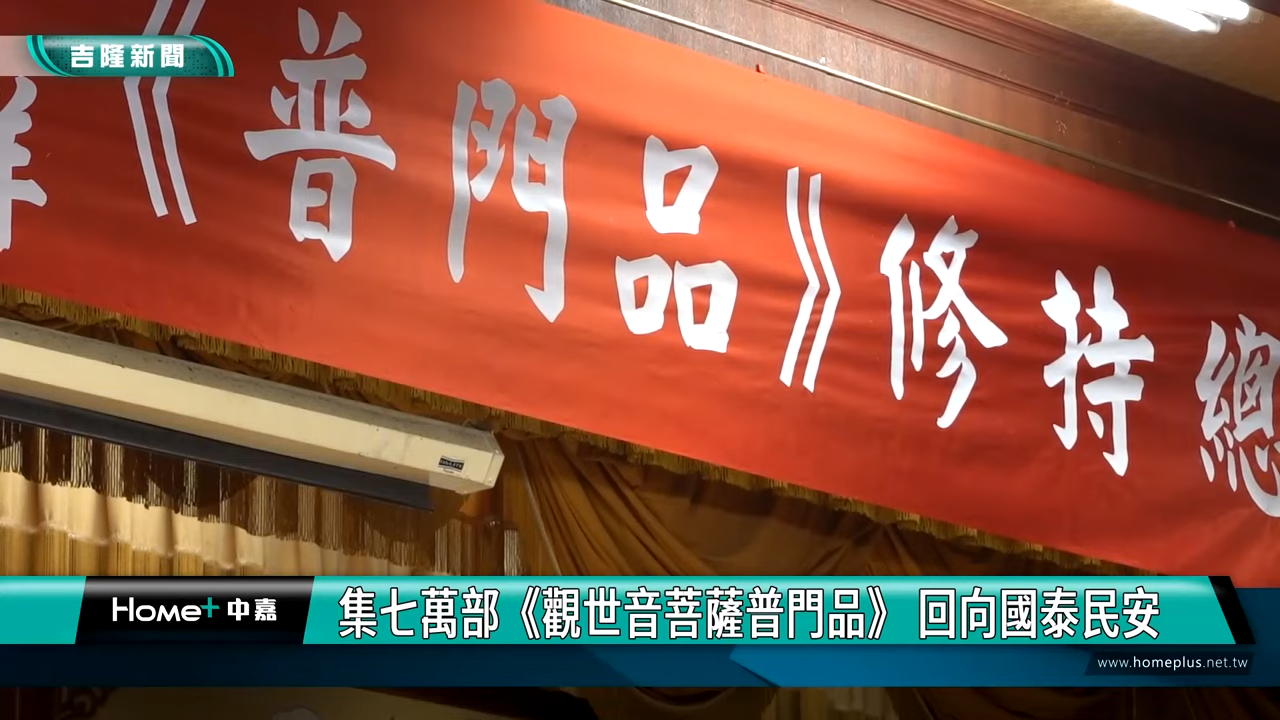 吉隆新聞
《普門品》修持總
Home+中嘉
集七萬部《觀世音菩薩普門品》 回向國泰民安
www.homeplus.net.tw